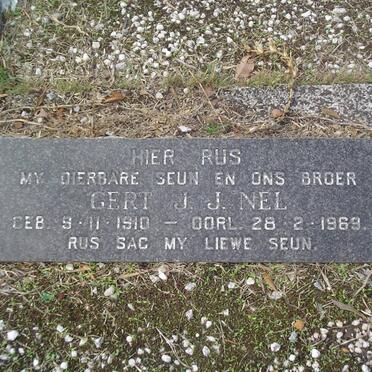 HIER RUS
MY DIERBARE SEUN EN ONS BROER
GERT J. J. NEL
GEB. 9-11-1910 — OORL. 28-2-1969.
RUS SAG MY LIEWE SEUN.